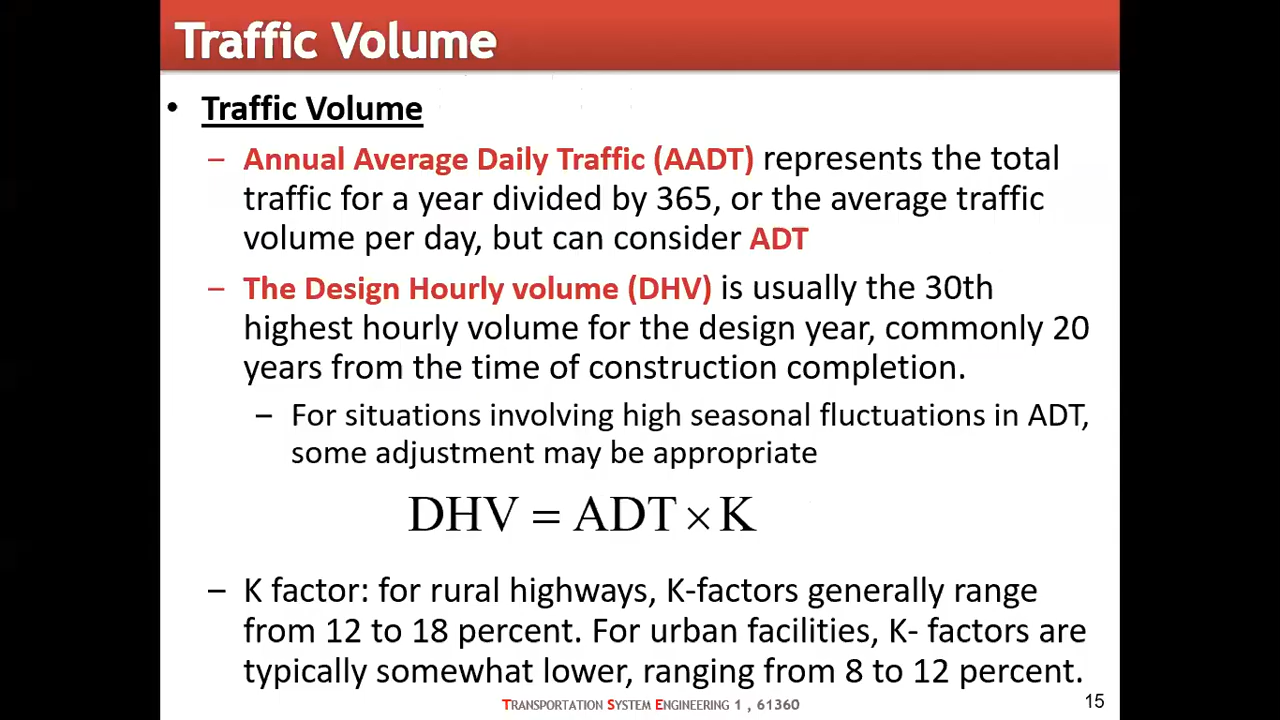 Traffic Volume
• Traffic Volume
– Annual Average Daily Traffic (AADT) represents the total
traffic for a year divided by 365, or the average traffic
volume per day, but can consider ADT
– The Design Hourly volume (DHV) is usually the 30th
highest hourly volume for the design year, commonly 20
years from the time of construction completion.
– For situations involving high seasonal fluctuations in ADT,
some adjustment may be appropriate
DHV = ADT × K
– K factor: for rural highways, K-factors generally range
from 12 to 18 percent. For urban facilities, K- factors are
typically somewhat lower, ranging from 8 to 12 percent.
TRANSPORTATION SYSTEM ENGINEERING 1 , 61360
15